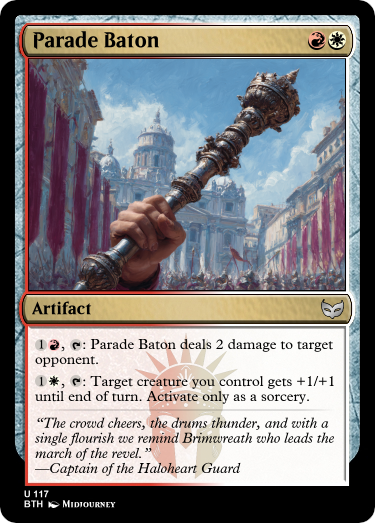 Parade Baton
Artifact
1, : Parade Baton deals 2 damage to target
opponent.
1, : Target creature you control gets +1/+1
until end of turn. Activate only as a sorcery.
“The crowd cheers, the drums thunder, and with a
single flourish we remind Brimwreath who leads the
march of the revel.”
—Captain of the Haloheart Guard
U 117
BTH Midjourney